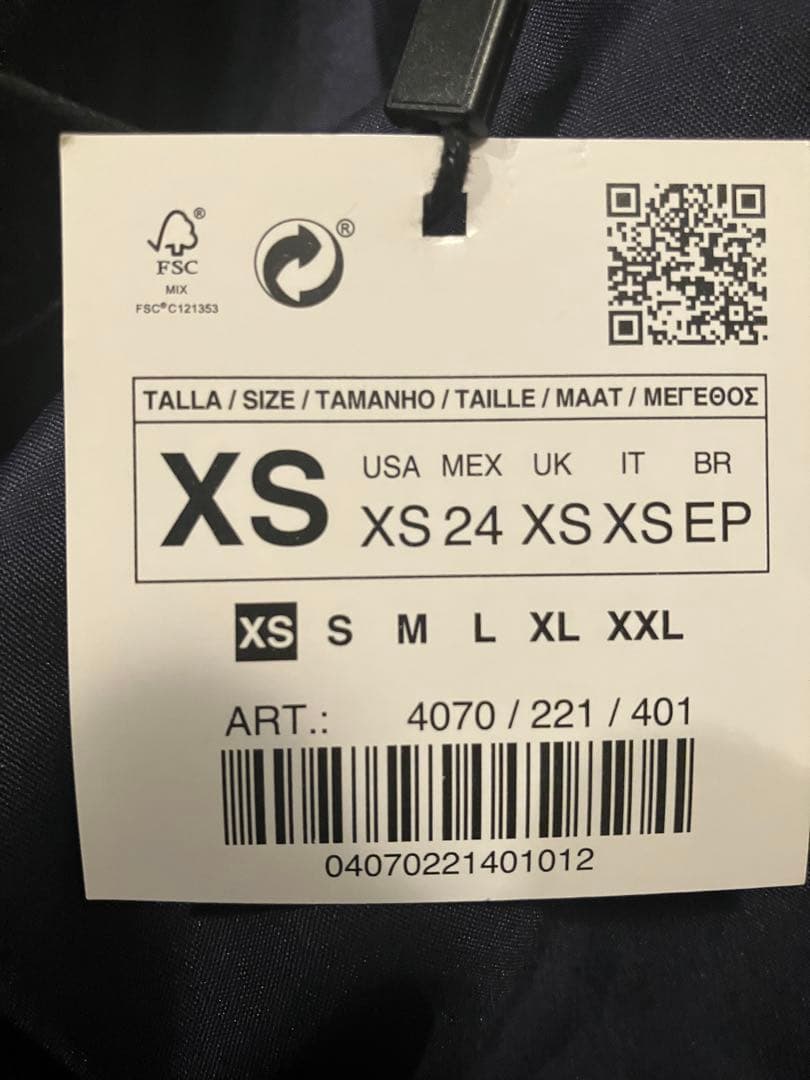 ®
FSC
MIX
FSC®C121353
®
TALLA / SIZE / TAMANHO / TAILLE / MAAT / ΜΕΓΕΘΟΣ
XS
USA MEX UK IT BR
XS 24 XS XS EP
XS S M L XL XXL
ART.: 4070 / 221 / 401
04070221401012